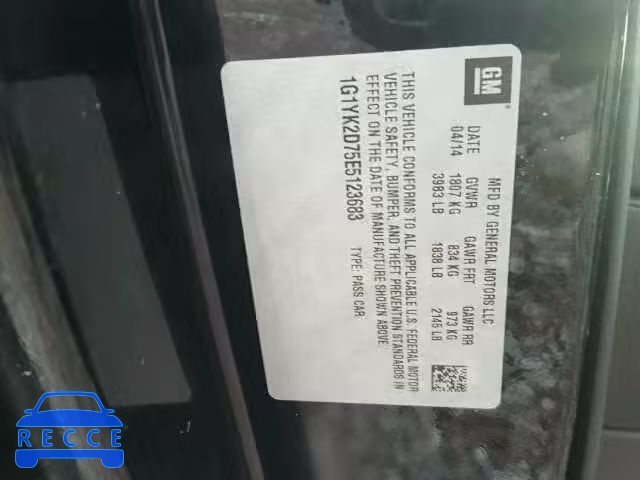 GM
®
MFD BY GENERAL MOTORS LLC
DATE GVWR GAWR FRT GAWR RR
04/14 1807 KG 834 KG 973 KG
3983 LB 1838 LB 2145 LB
THIS VEHICLE CONFORMS TO ALL APPLICABLE U.S. FEDERAL MOTOR
VEHICLE SAFETY, BUMPER, AND THEFT PREVENTION STANDARDS IN
EFFECT ON THE DATE OF MANUFACTURE SHOWN ABOVE.
1G1YK2D75E5123683 TYPE: PASS CAR
RECCE